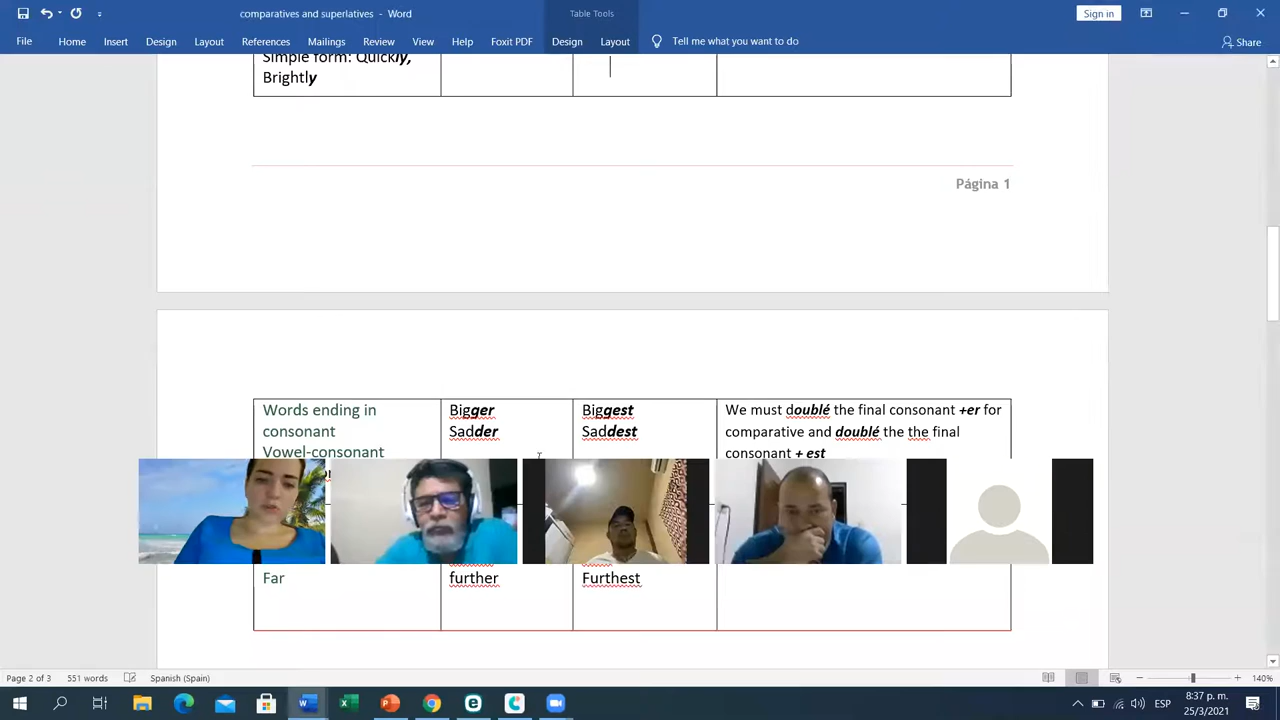 comparatives and superlatives - Word
Table Tools
Sign in
File Home Insert Design Layout References Mailings Review View Help Foxit PDF Design Layout Tell me what you want to do Share
Simple form: Quickly,
Brightly
Página 1
Words ending in
consonant
Vowel-consonant
Bigger
Sadder
Biggest
Saddest
We must doublé the final consonant +er for
comparative and doublé the the final
consonant + est
Far
further
Furthest
Page 2 of 3 551 words Spanish (Spain) 140%
ESP
8:37 p. m.
25/3/2021